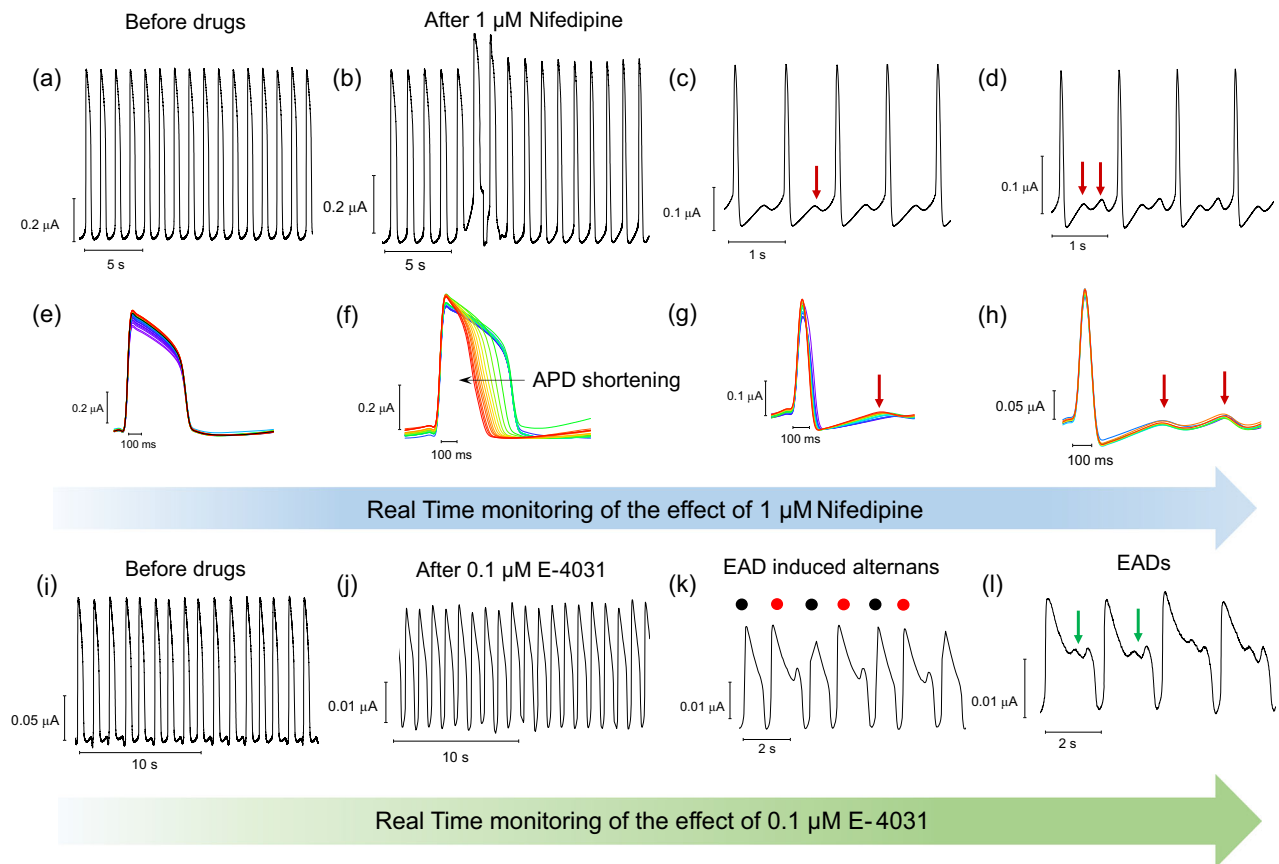 Before drugs
After 1 µM Nifedipine
(a)
(b)
(c)
(d)
0.2 µA
5 s
0.2 µA
5 s
0.1 µA
1 s
0.1 µA
1 s
(e)
(f)
(g)
(h)
0.2 µA
100 ms
0.2 µA
100 ms
APD shortening
0.1 µA
100 ms
0.05 µA
100 ms
Real Time monitoring of the effect of 1 µM Nifedipine
Before drugs
After 0.1 µM E-4031
EAD induced alternans
EADs
(i)
(j)
(k)
(l)
0.05 µA
10 s
0.01 µA
10 s
0.01 µA
2 s
0.01 µA
2 s
Real Time monitoring of the effect of 0.1 µM E-4031